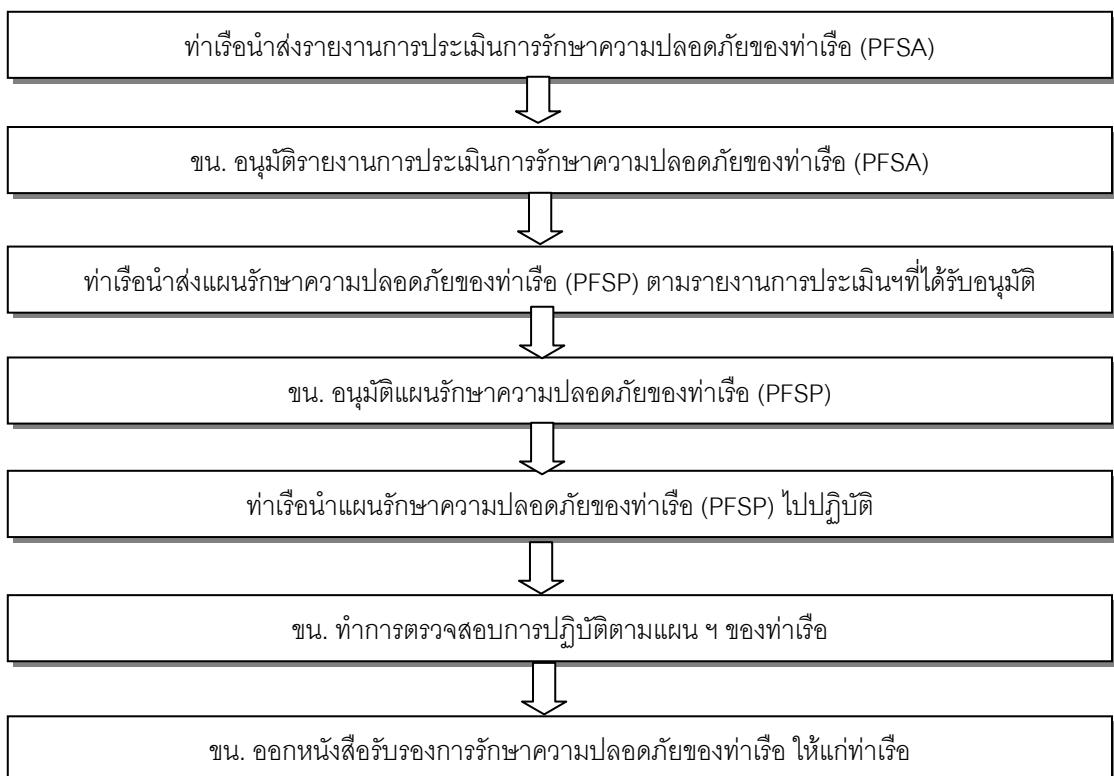 ท่าเรือนำส่งรายงานการประเมินการรักษาความปลอดภัยของท่าเรือ (PFSA)
ขน. อนุมัติรายงานการประเมินการรักษาความปลอดภัยของท่าเรือ (PFSA)
ท่าเรือนำส่งแผนรักษาความปลอดภัยของท่าเรือ (PFSP) ตามรายงานการประเมินฯที่ได้รับอนุมัติ
ขน. อนุมัติแผนรักษาความปลอดภัยของท่าเรือ (PFSP)
ท่าเรือนำแผนรักษาความปลอดภัยของท่าเรือ (PFSP) ไปปฏิบัติ
ขน. ทำการตรวจสอบการปฏิบัติตามแผน ฯ ของท่าเรือ
ขน. ออกหนังสือรับรองการรักษาความปลอดภัยของท่าเรือ ให้แก่ท่าเรือ